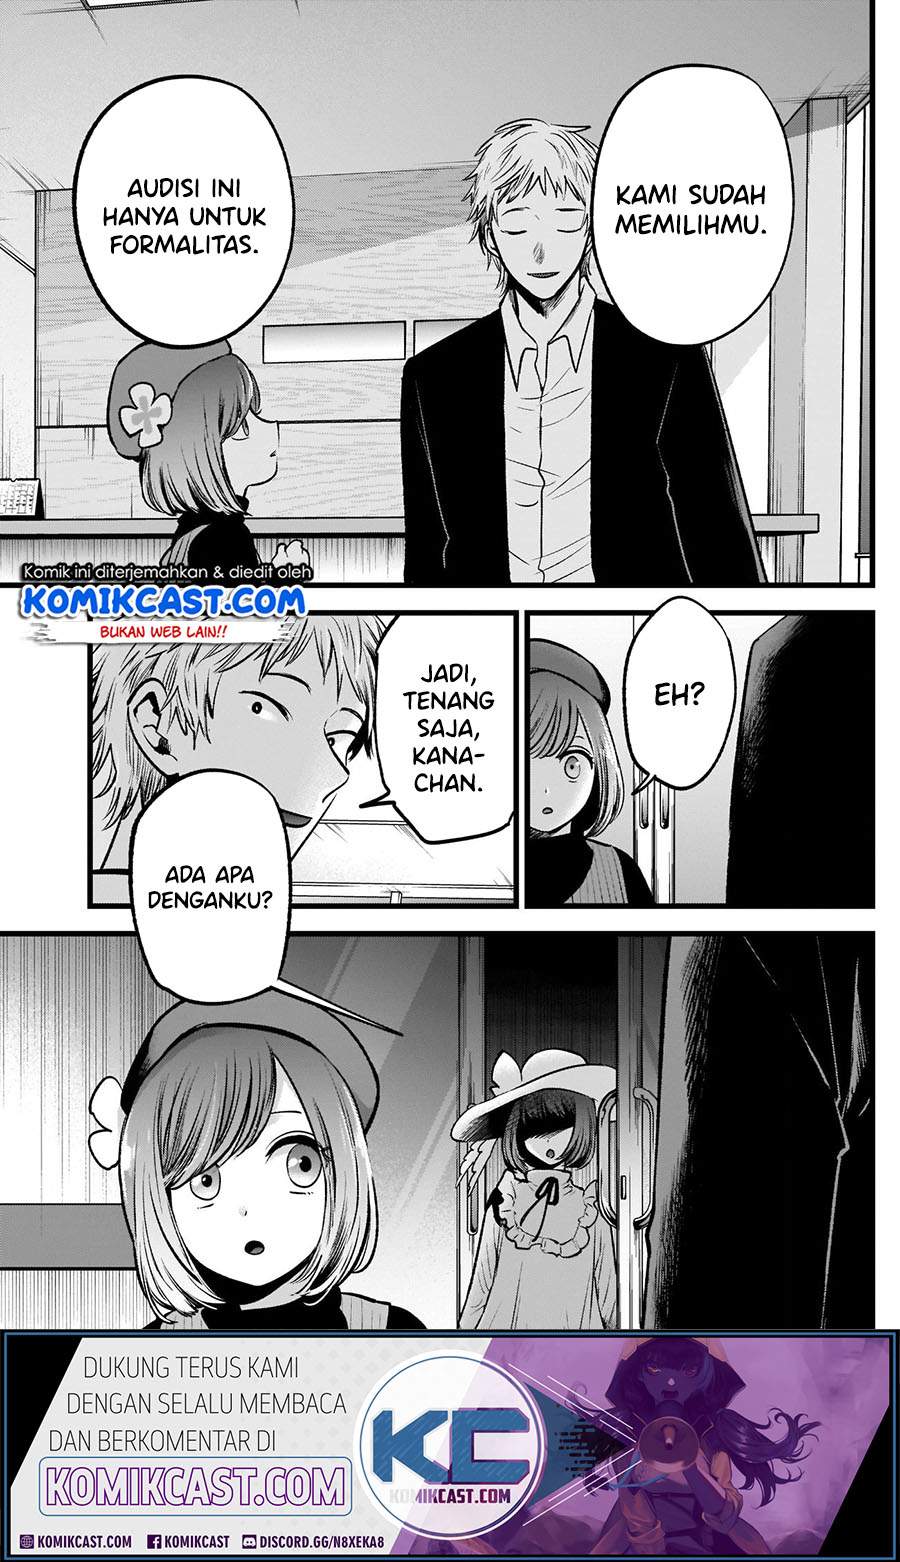 KAMI SUDAH
MEMILIHMU.
AUDISI INI
HANYA UNTUK
FORMALITAS.
Komik ini diterjemahkan & diedit oleh
KOMIKCAST.COM
BUKAN WEB LAIN!!
EH?
JADI,
TENANG
SAJA,
KANA-
CHAN.
ADA APA
DENGANKU?
DUKUNG TERUS KAMI
DENGAN SELALU MEMBACA
DAN BERKOMENTAR DI
KOMIKCAST.COM
KC
KOMIKCAST.COM
KOMIKCAST.COM
KOMIKCAST.COM
DISCORD.GG/N8XEKA8